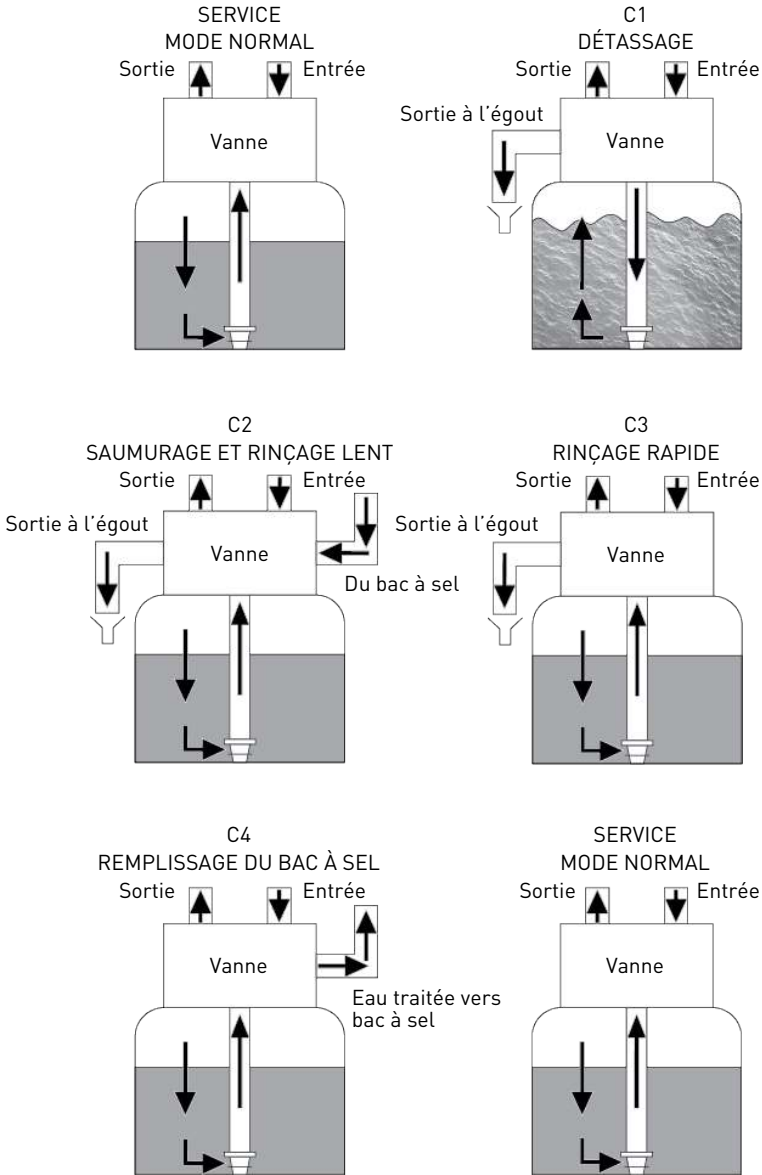 SERVICE
MODE NORMAL
Sortie
Entrée
Vanne
C1
DÉTASSAGE
Sortie
Entrée
Sortie à l'égout
Vanne
C2
SAUMURAGE ET RINÇAGE LENT
Sortie
Entrée
Sortie à l'égout
Vanne
Du bac à sel
C3
RINÇAGE RAPIDE
Sortie
Entrée
Sortie à l'égout
Vanne
C4
REMPLISSAGE DU BAC À SEL
Sortie
Entrée
Vanne
Eau traitée vers
bac à sel
SERVICE
MODE NORMAL
Sortie
Entrée
Vanne